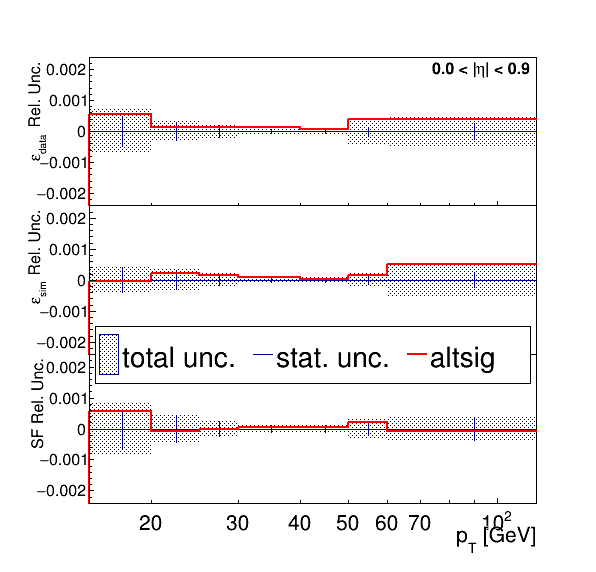 0.0 < |η| < 0.9
ε_data Rel. Unc.
0.002
0.001
0
−0.001
−0.002
ε_sim Rel. Unc.
0.002
0.001
0
−0.001
−0.002
total unc. stat. unc. altsig
SF Rel. Unc.
0.002
0.001
0
−0.001
−0.002
20 30 40 50 60 70 10²
p_T [GeV]